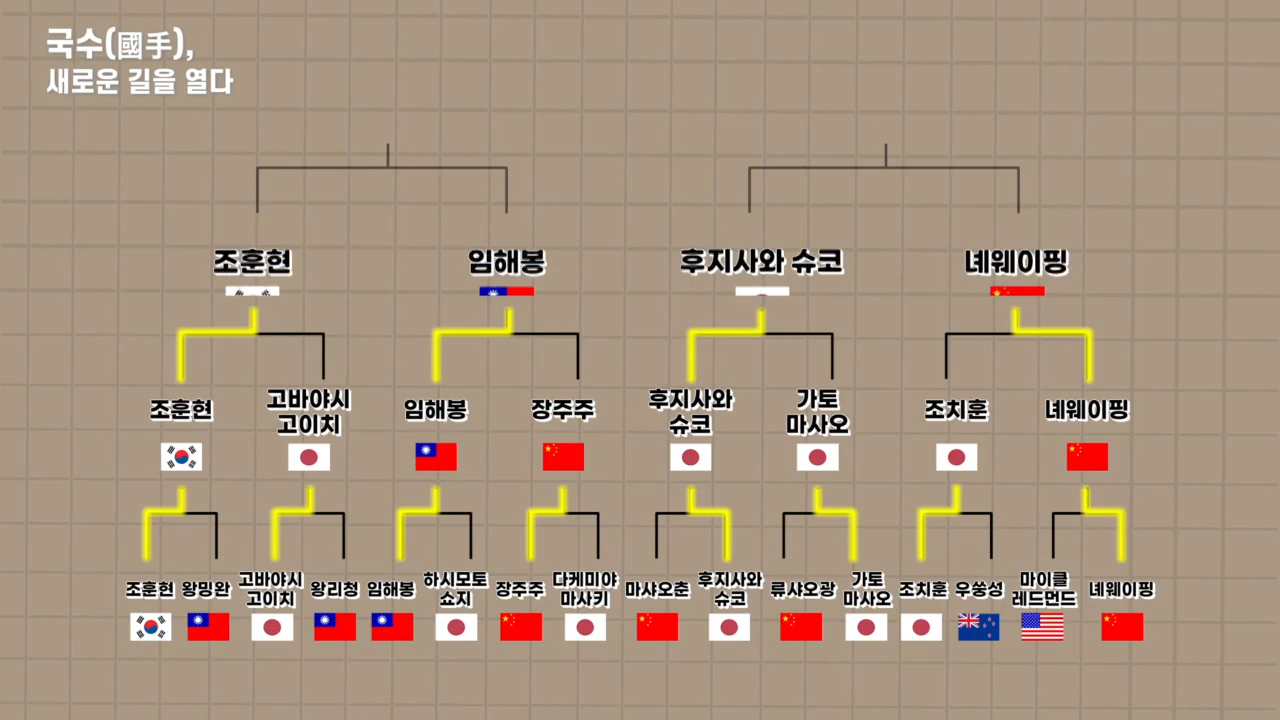 국수(國手),
새로운 길을 열다
조훈현
임해봉
후지사와 슈코
녜웨이핑
조훈현
고바야시
고이치
임해봉
장주주
후지사와
슈코
가토
마사오
조치훈
녜웨이핑
조훈현
왕밍완
고바야시
고이치
왕리청
임해봉
하시모토
쇼지
장주주
다케미야
마사키
마샤오춘
후지사와
슈코
류샤오광
가토
마사오
조치훈
우쑹성
마이클
레드먼드
녜웨이핑